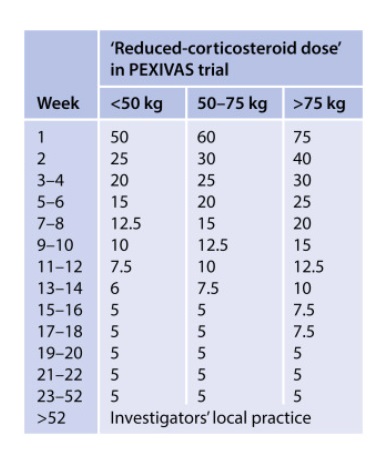 'Reduced-corticosteroid dose'
in PEXIVAS trial
Week <50 kg 50–75 kg >75 kg
1 50 60 75
2 25 30 40
3–4 20 25 30
5–6 15 20 25
7–8 12.5 15 20
9–10 10 12.5 15
11–12 7.5 10 12.5
13–14 6 7.5 10
15–16 5 5 7.5
17–18 5 5 7.5
19–20 5 5 5
21–22 5 5 5
23–52 5 5 5
>52 Investigators' local practice